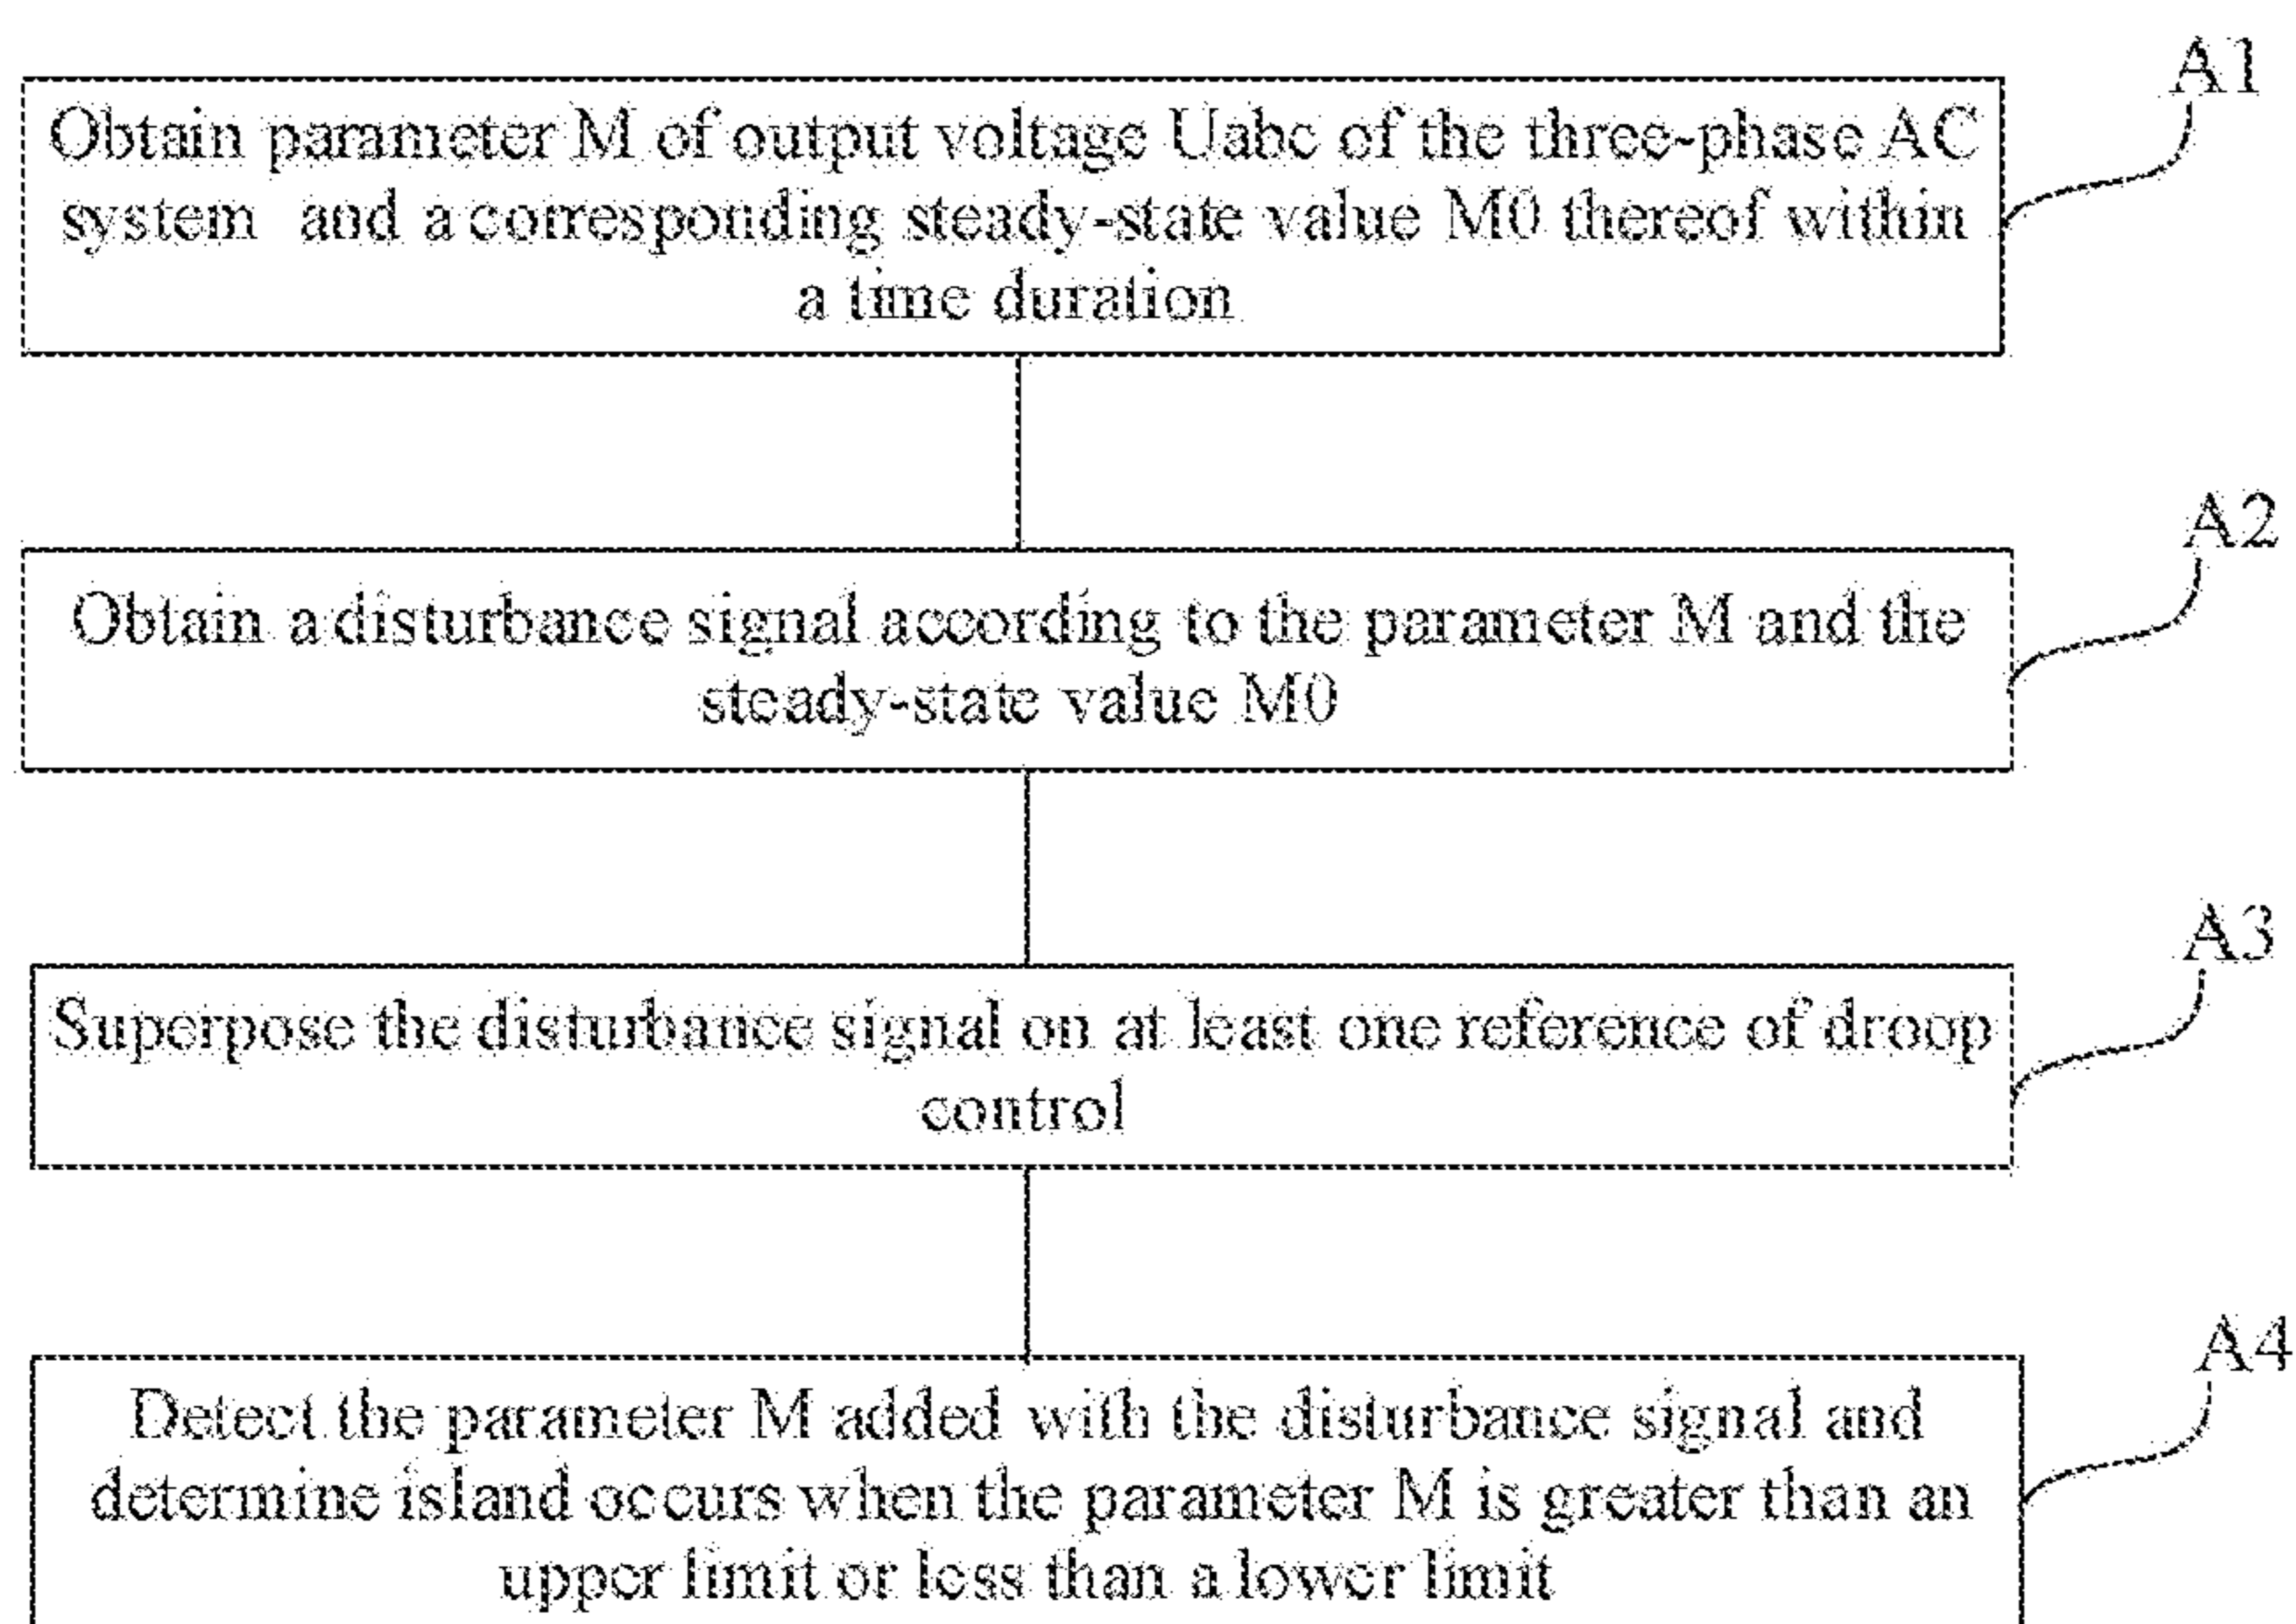 A1
Obtain parameter M of output voltage Uabc of the three-phase AC
system and a corresponding steady-state value M0 thereof within
a time duration
A2
Obtain a disturbance signal according to the parameter M and the
steady-state value M0
A3
Superpose the disturbance signal on at least one reference of droop
control
A4
Detect the parameter M added with the disturbance signal and
determine island occurs when the parameter M is greater than an
upper limit or less than a lower limit